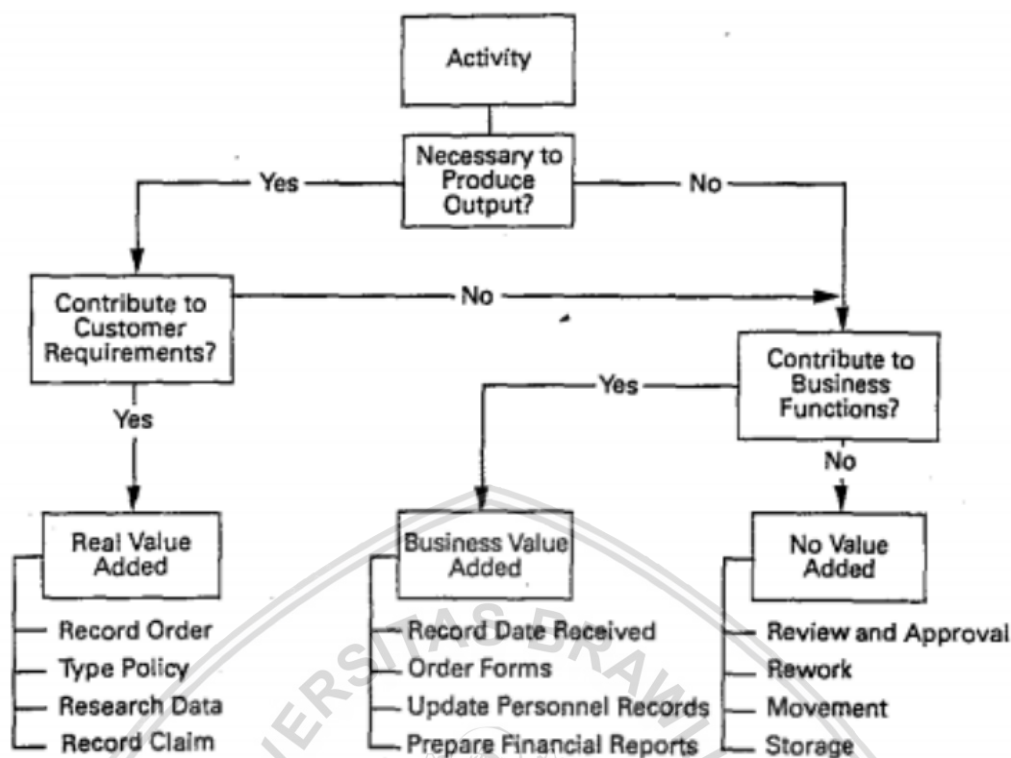 Activity
Necessary to
Produce
Output?
Yes
No
Contribute to
Customer
Requirements?
No
Contribute to
Business
Functions?
Yes
Yes
No
Real Value
Added
Business Value
Added
No Value
Added
Record Order
Type Policy
Research Data
Record Claim
Record Date Received
Order Forms
Update Personnel Records
Prepare Financial Reports
Review and Approval
Rework
Movement
Storage